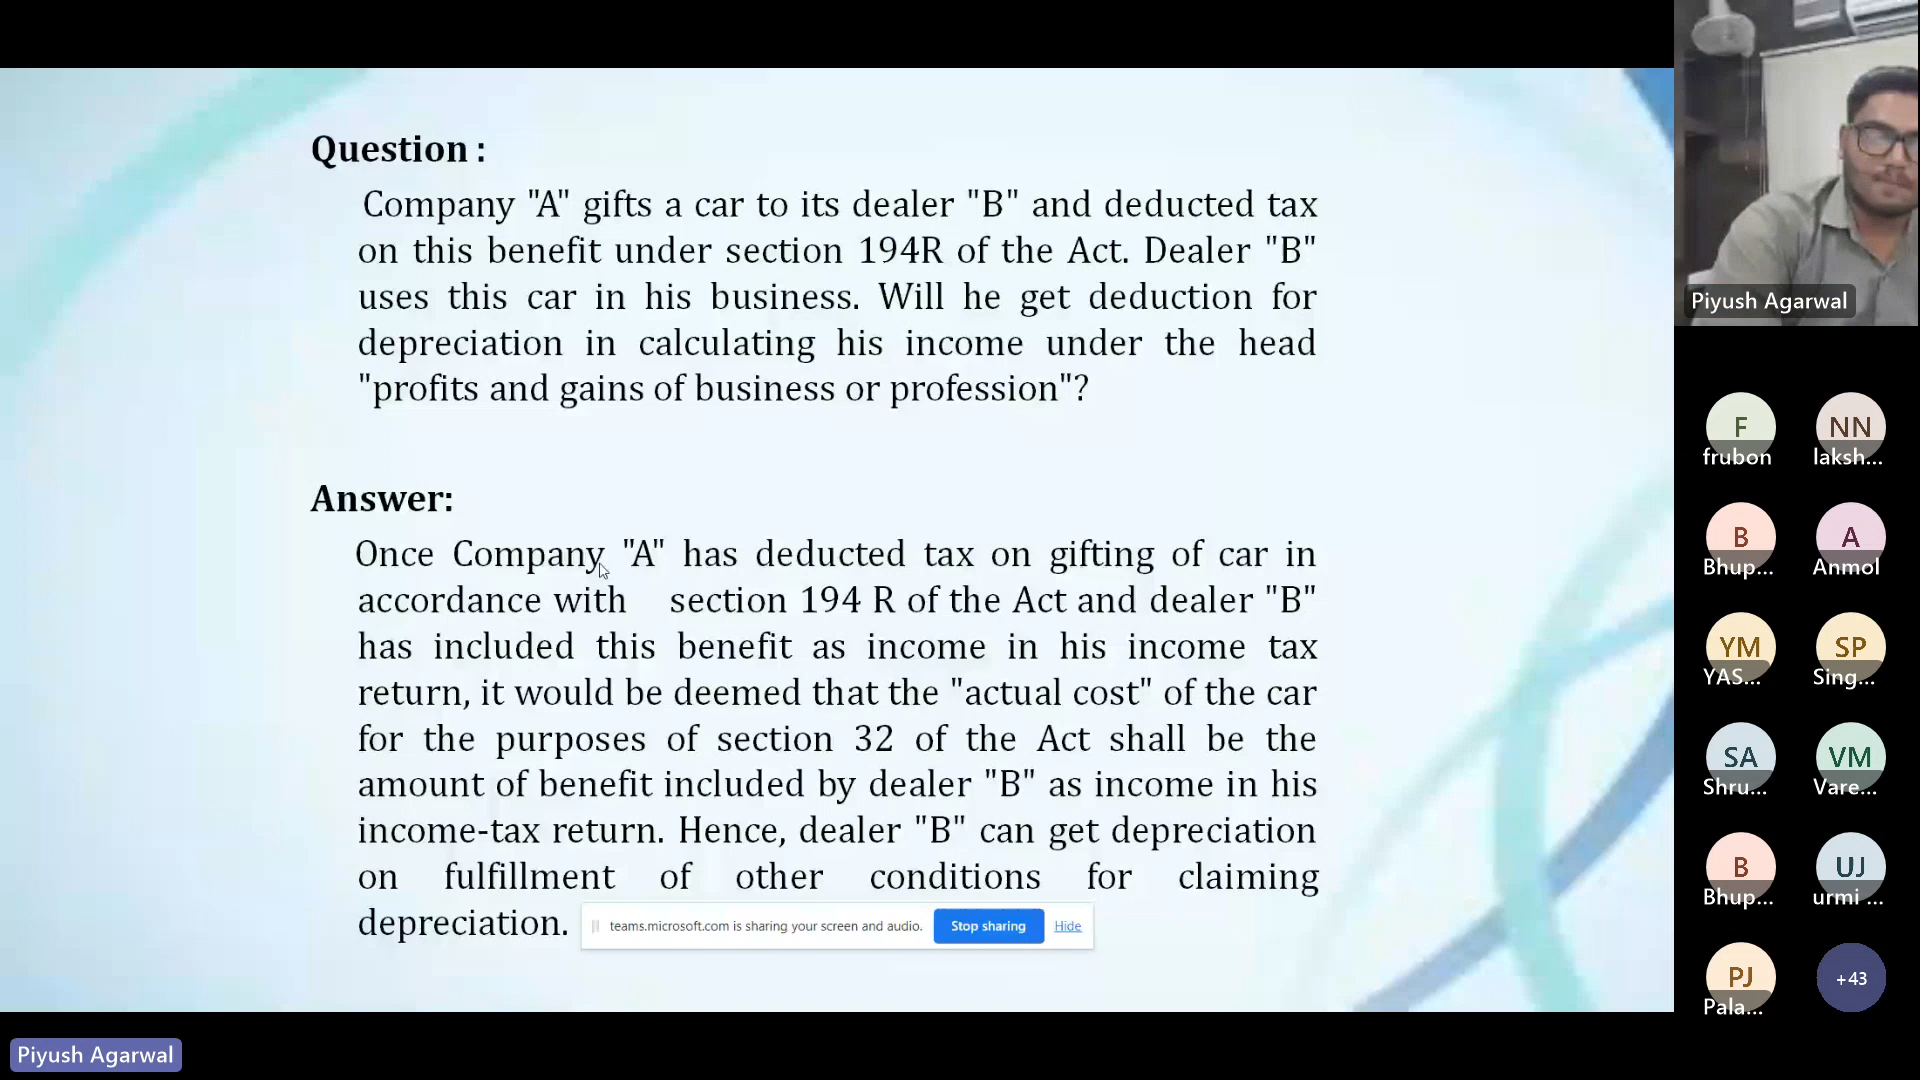 Question :
Company "A" gifts a car to its dealer "B" and deducted tax
on this benefit under section 194R of the Act. Dealer "B"
uses this car in his business. Will he get deduction for
depreciation in calculating his income under the head
"profits and gains of business or profession"?
Answer:
Once Company "A" has deducted tax on gifting of car in
accordance with section 194 R of the Act and dealer "B"
has included this benefit as income in his income tax
return, it would be deemed that the "actual cost" of the car
for the purposes of section 32 of the Act shall be the
amount of benefit included by dealer "B" as income in his
income-tax return. Hence, dealer "B" can get depreciation
on fulfillment of other conditions for claiming
depreciation.
teams.microsoft.com is sharing your screen and audio. Stop sharing Hide
Piyush Agarwal
F NN
frubon laksh...
B A
Bhup... Anmol
YM SP
YAS... Sing...
SA VM
Shru... Vare...
B UJ
Bhup... urmi ...
PJ +43
Pala...
Piyush Agarwal